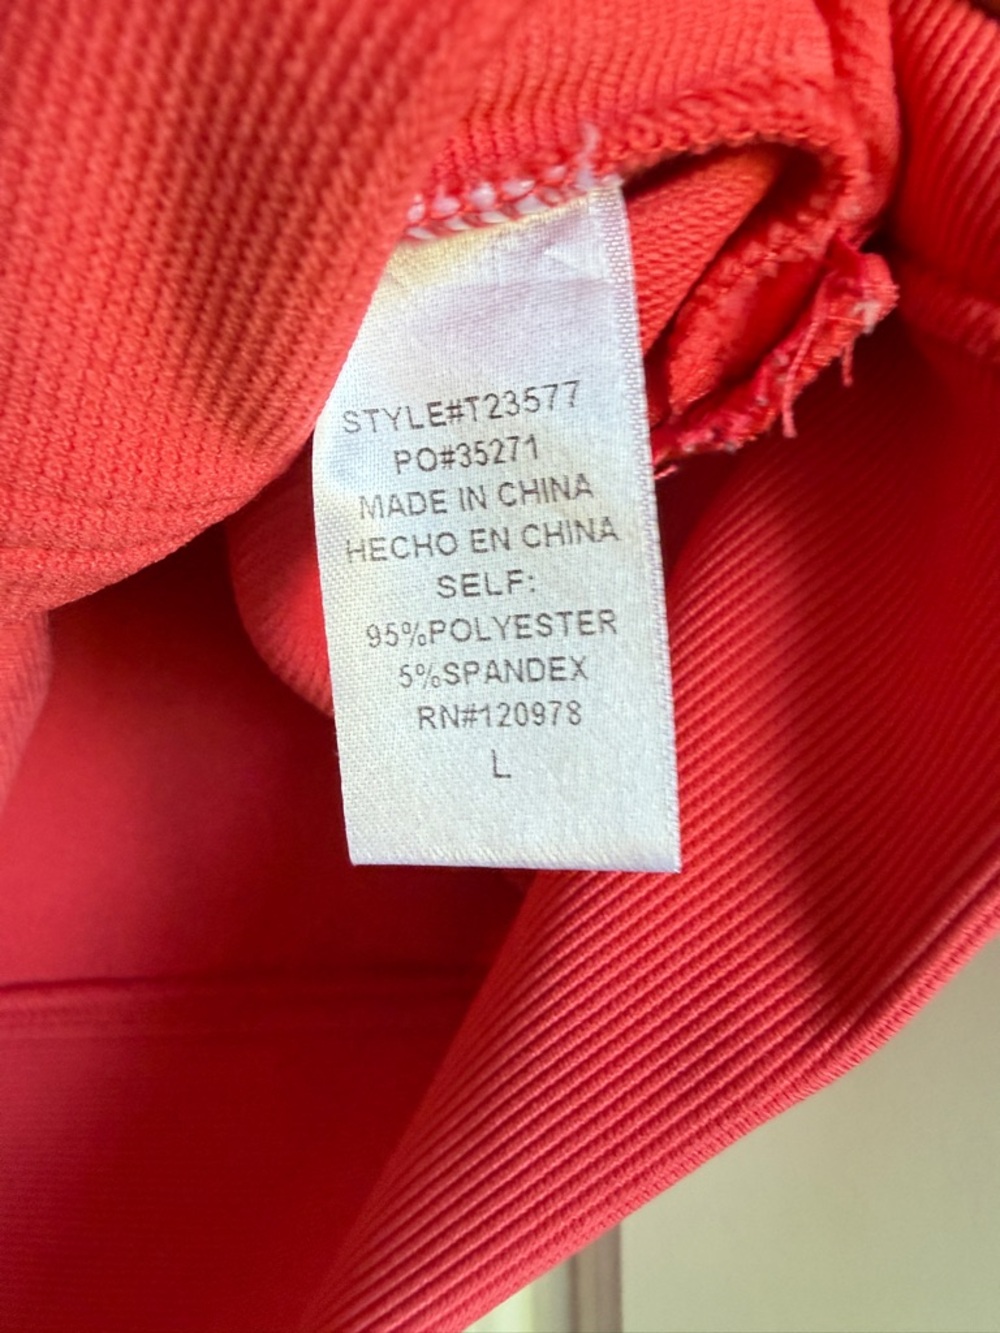 STYLE#T23577
PO#35271
MADE IN CHINA
HECHO EN CHINA
SELF:
95%POLYESTER
5%SPANDEX
RN#120978
L